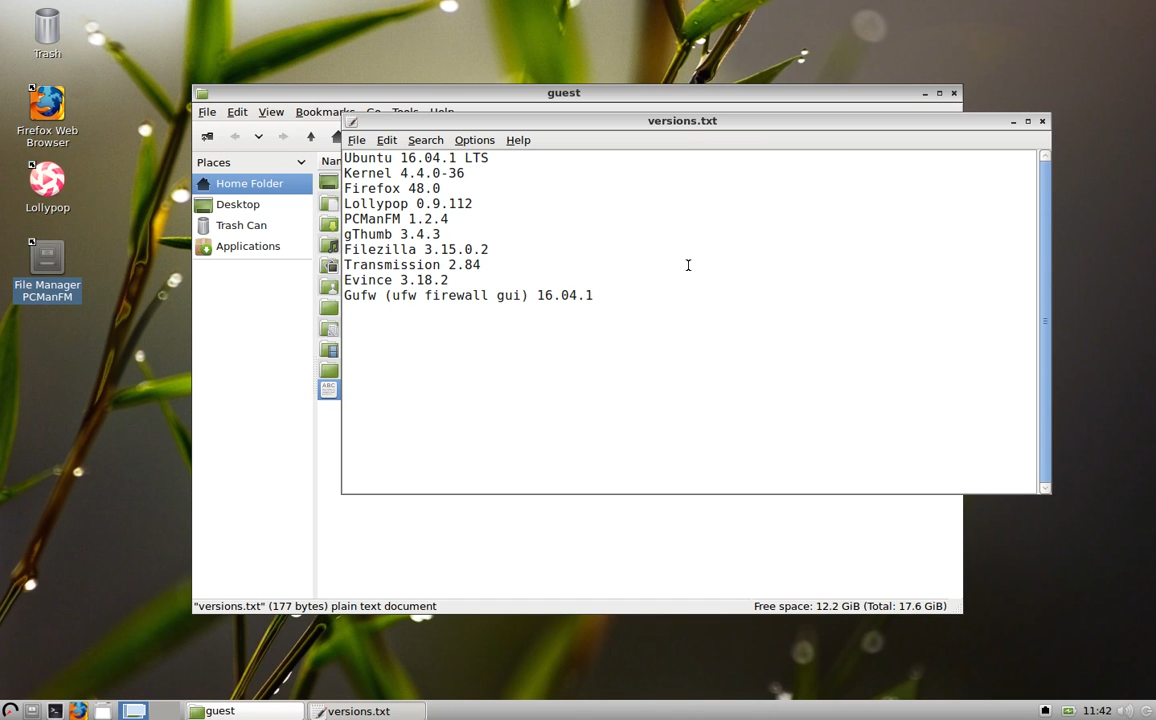 Trash
Firefox Web
Browser
Lollypop
File Manager
PCManFM
guest
File Edit View Bookmarks Go Tools Help
Places
Home Folder
Desktop
Trash Can
Applications
versions.txt
File Edit Search Options Help
Ubuntu 16.04.1 LTS
Kernel 4.4.0-36
Firefox 48.0
Lollypop 0.9.112
PCManFM 1.2.4
gThumb 3.4.3
Filezilla 3.15.0.2
Transmission 2.84
Evince 3.18.2
Gufw (ufw firewall gui) 16.04.1
ABC
"versions.txt" (177 bytes) plain text document
Free space: 12.2 GiB (Total: 17.6 GiB)
guest
versions.txt
11:42